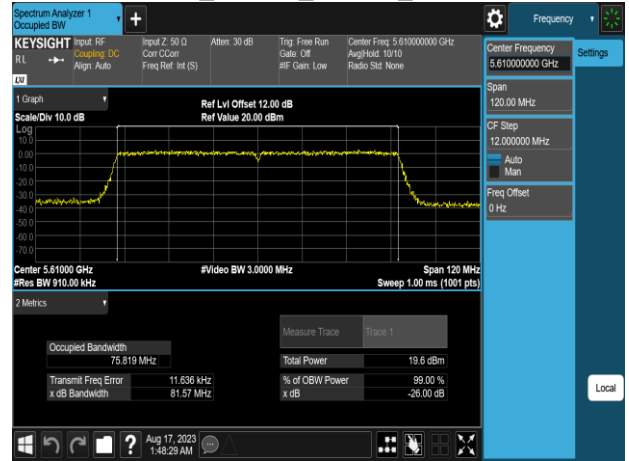 Spectrum Analyzer 1
Occupied BW
Frequency
KEYSIGHT
RL
LXI
Input: RF
Coupling: DC
Align: Auto
Input Z: 50 Ω
Corr CCorr
Freq Ref: Int (S)
Atten: 30 dB
Trig: Free Run
Gate: Off
#IF Gain: Low
Center Freq: 5.610000000 GHz
Avg|Hold: 10/10
Radio Std: None
Center Frequency
5.610000000 GHz
Settings
Span
120.00 MHz
CF Step
12.000000 MHz
Auto
Man
Freq Offset
0 Hz
Local
1 Graph
Scale/Div 10.0 dB
Ref Lvl Offset 12.00 dB
Ref Value 20.00 dBm
Log
10.0
0.00
-10.0
-20.0
-30.0
-40.0
-50.0
-60.0
-70.0
Center 5.61000 GHz
#Video BW 3.0000 MHz
Span 120 MHz
#Res BW 910.00 kHz
Sweep 1.00 ms (1001 pts)
2 Metrics
Measure Trace
Trace 1
Occupied Bandwidth
75.819 MHz
Total Power
19.6 dBm
Transmit Freq Error
11.636 kHz
% of OBW Power
99.00 %
x dB Bandwidth
81.57 MHz
x dB
-26.00 dB
?
Aug 17, 2023
1:48:29 AM